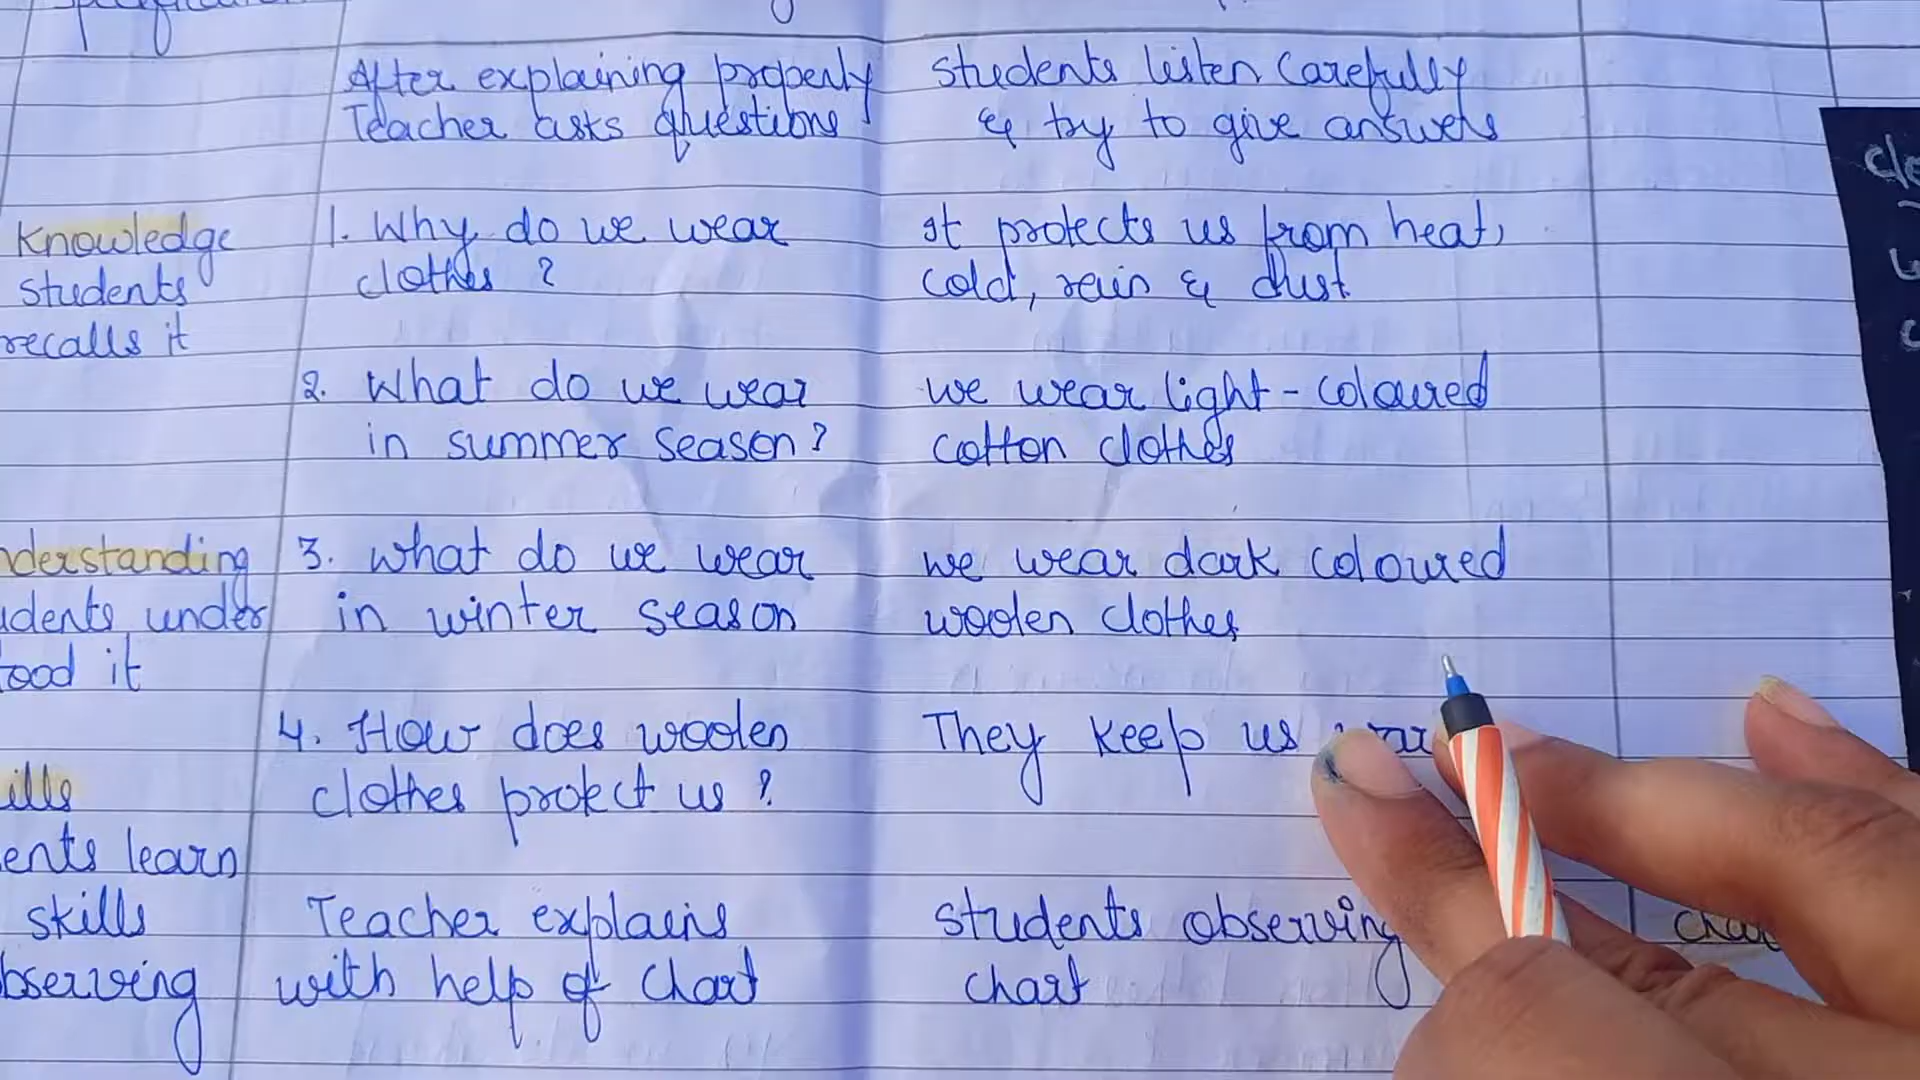 After explaining properly
Teacher asks questions
students listen carefully
& try to give answers
Knowledge
students
recalls it
1. Why do we wear
clothes ?
It protects us from heat,
cold, rain & dust.
2. What do we wear
in summer season?
we wear light-coloured
cotton clothes
nderstanding
udents under
tood it
3. What do we wear
in winter season
we wear dark coloured
woolen clothes
ills
ents learn
skills
bserving
4. How does woolen
clothes protect us ?
They keep us
Teacher explains
with help of chart
students observing
chart